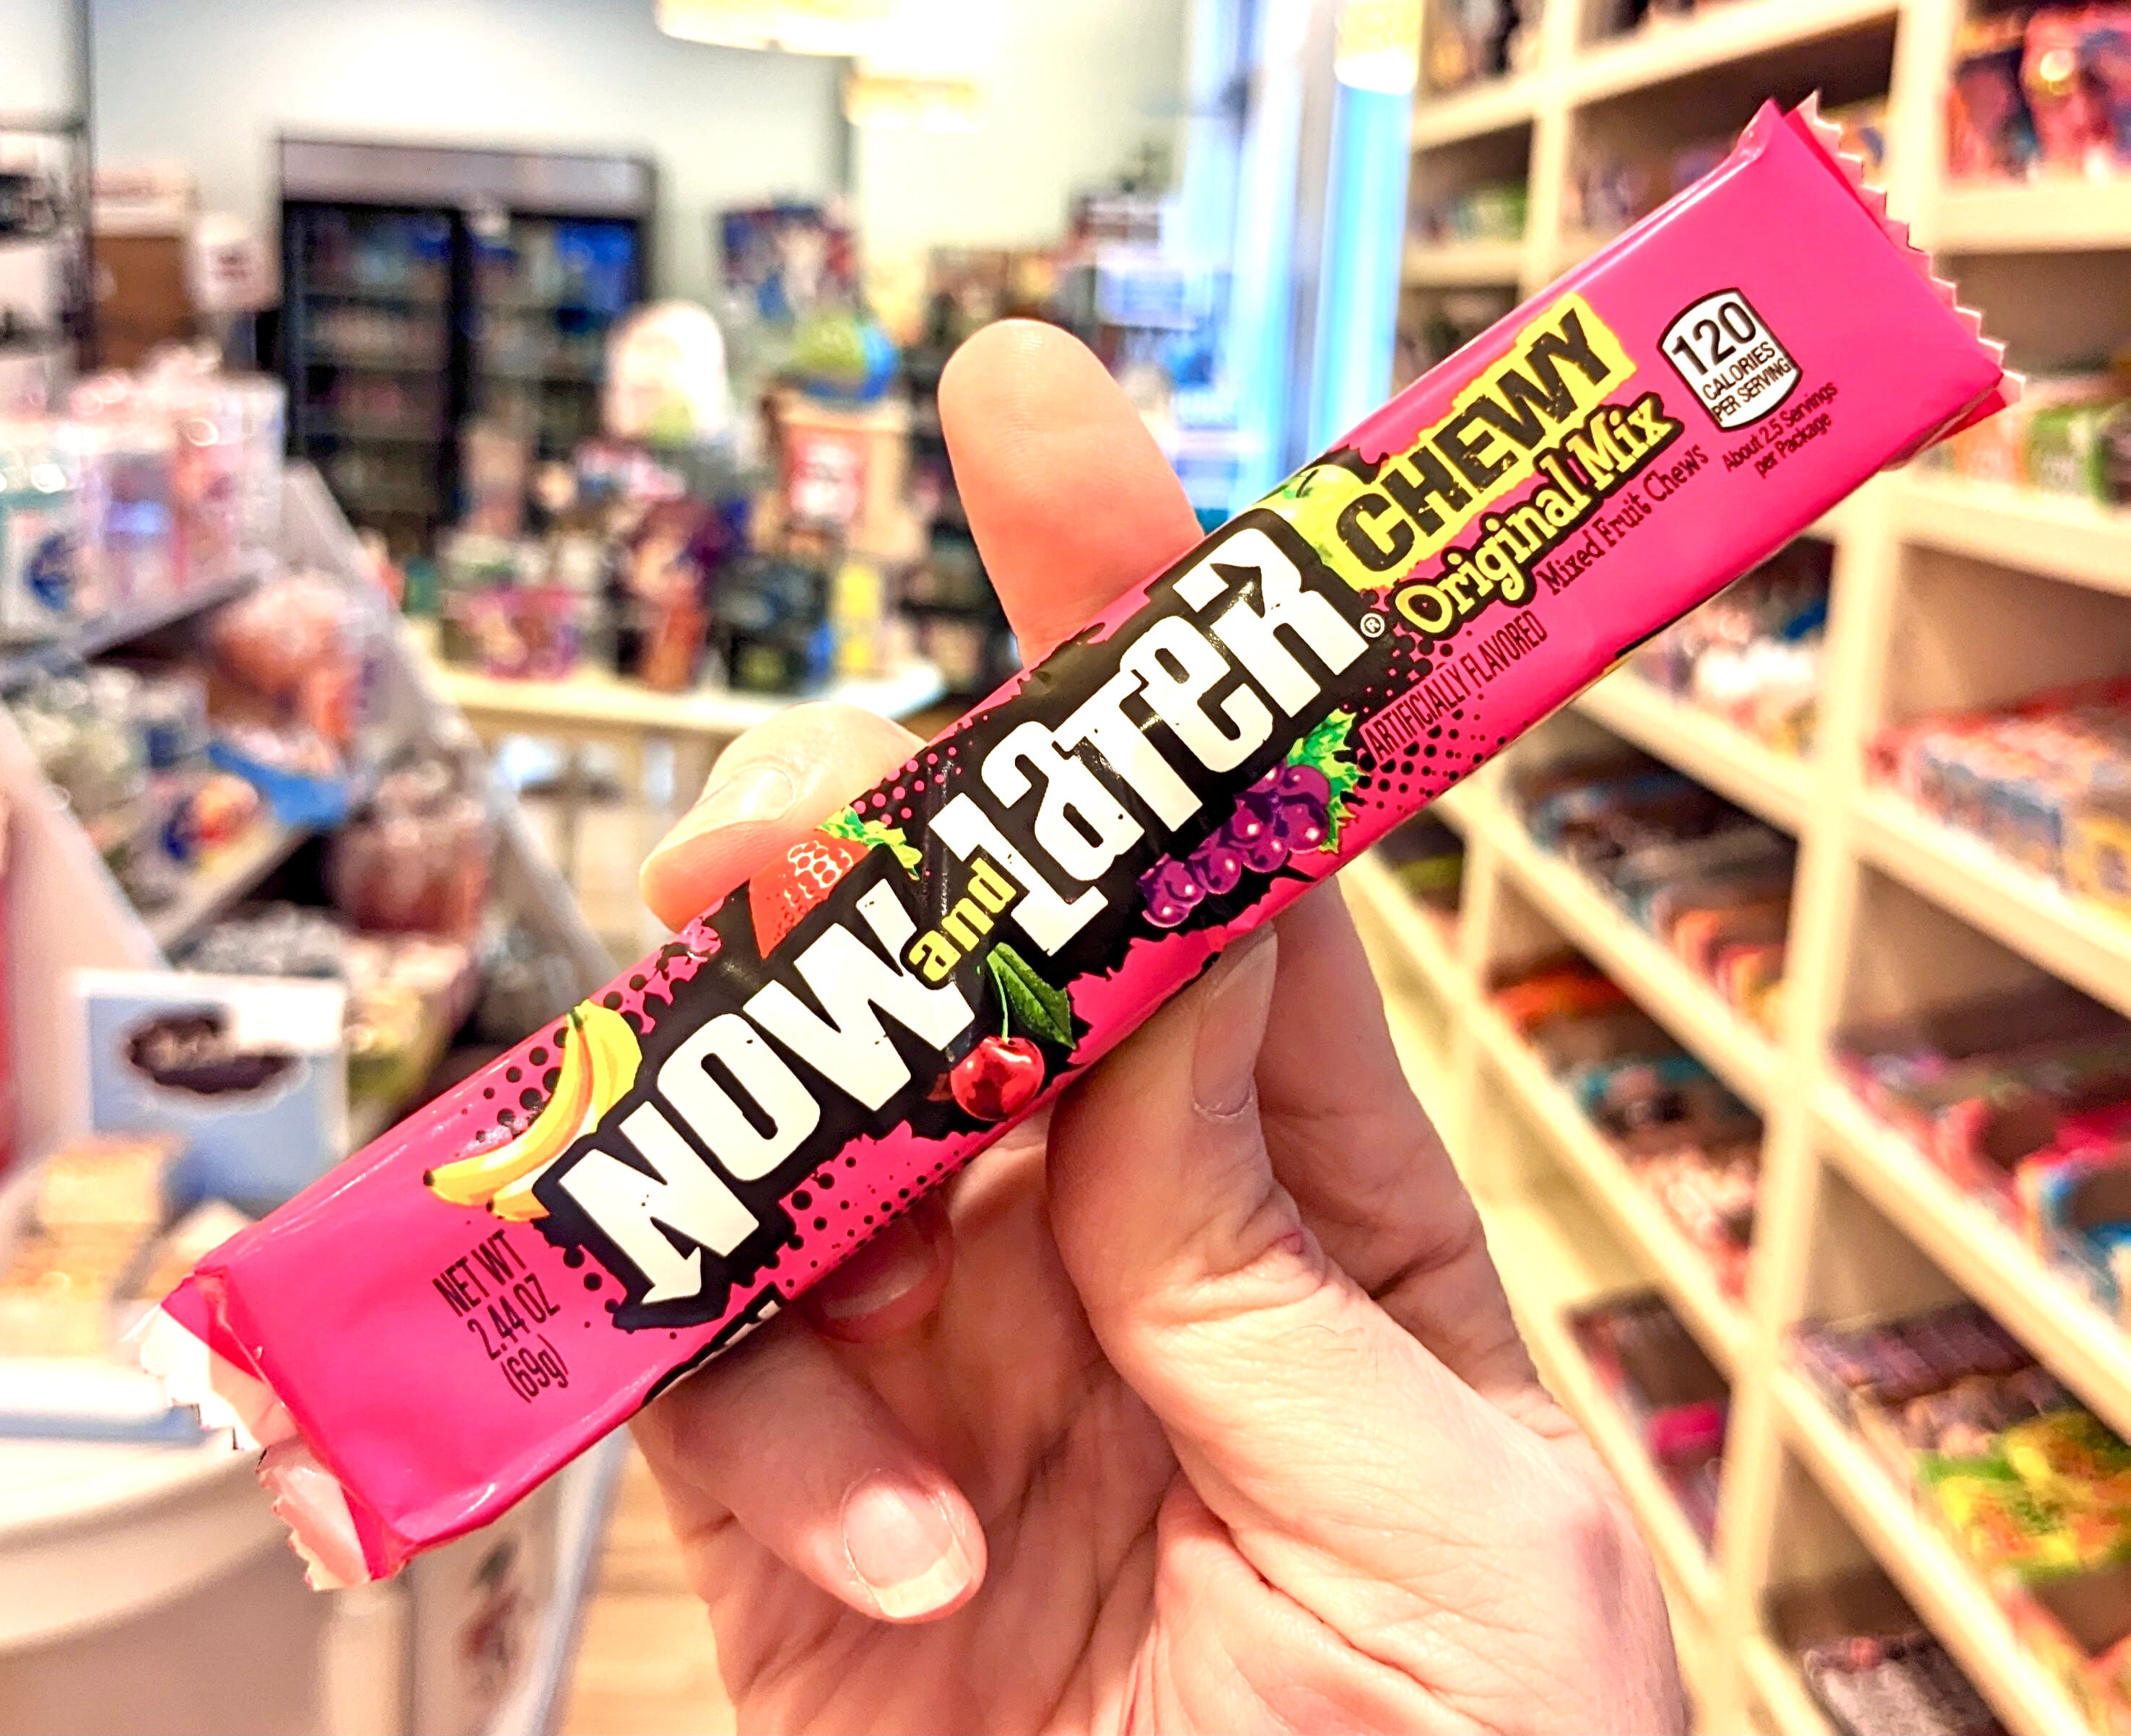 NOW and LATER®
CHEWY
Original Mix
Mixed Fruit Chews
ARTIFICIALLY FLAVORED
120
CALORIES
PER SERVING
About 2.5 Servings
per Package
NET WT
2.44 OZ
(69g)